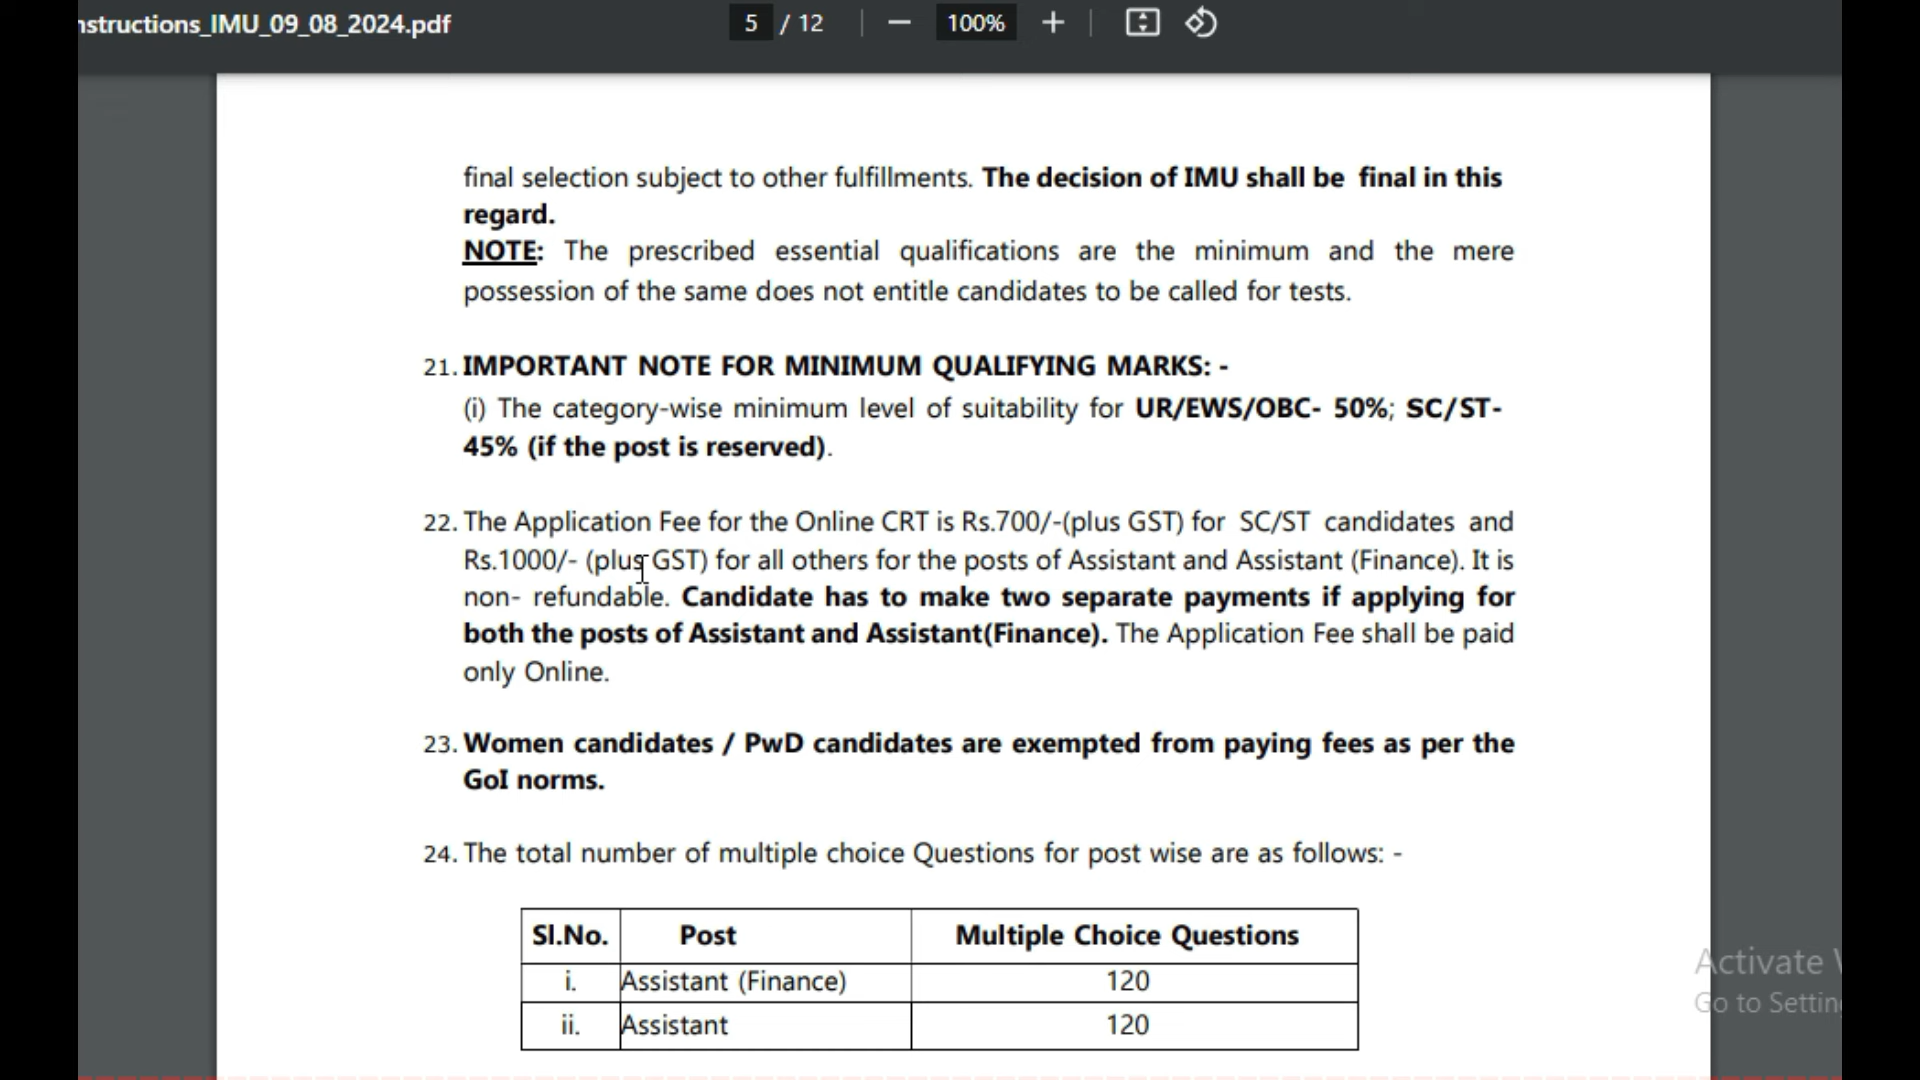 nstructions_IMU_09_08_2024.pdf
5 / 12
100%
final selection subject to other fulfillments. The decision of IMU shall be final in this
regard.
NOTE: The prescribed essential qualifications are the minimum and the mere
possession of the same does not entitle candidates to be called for tests.
21. IMPORTANT NOTE FOR MINIMUM QUALIFYING MARKS: -
(i) The category-wise minimum level of suitability for UR/EWS/OBC- 50%; SC/ST-
45% (if the post is reserved).
22. The Application Fee for the Online CRT is Rs.700/-(plus GST) for SC/ST candidates and
Rs.1000/- (plus GST) for all others for the posts of Assistant and Assistant (Finance). It is
non- refundable. Candidate has to make two separate payments if applying for
both the posts of Assistant and Assistant(Finance). The Application Fee shall be paid
only Online.
23. Women candidates / PwD candidates are exempted from paying fees as per the
GoI norms.
24. The total number of multiple choice Questions for post wise are as follows: -
Sl.No. Post Multiple Choice Questions
i. Assistant (Finance) 120
ii. Assistant 120
Activate
Go to Settin